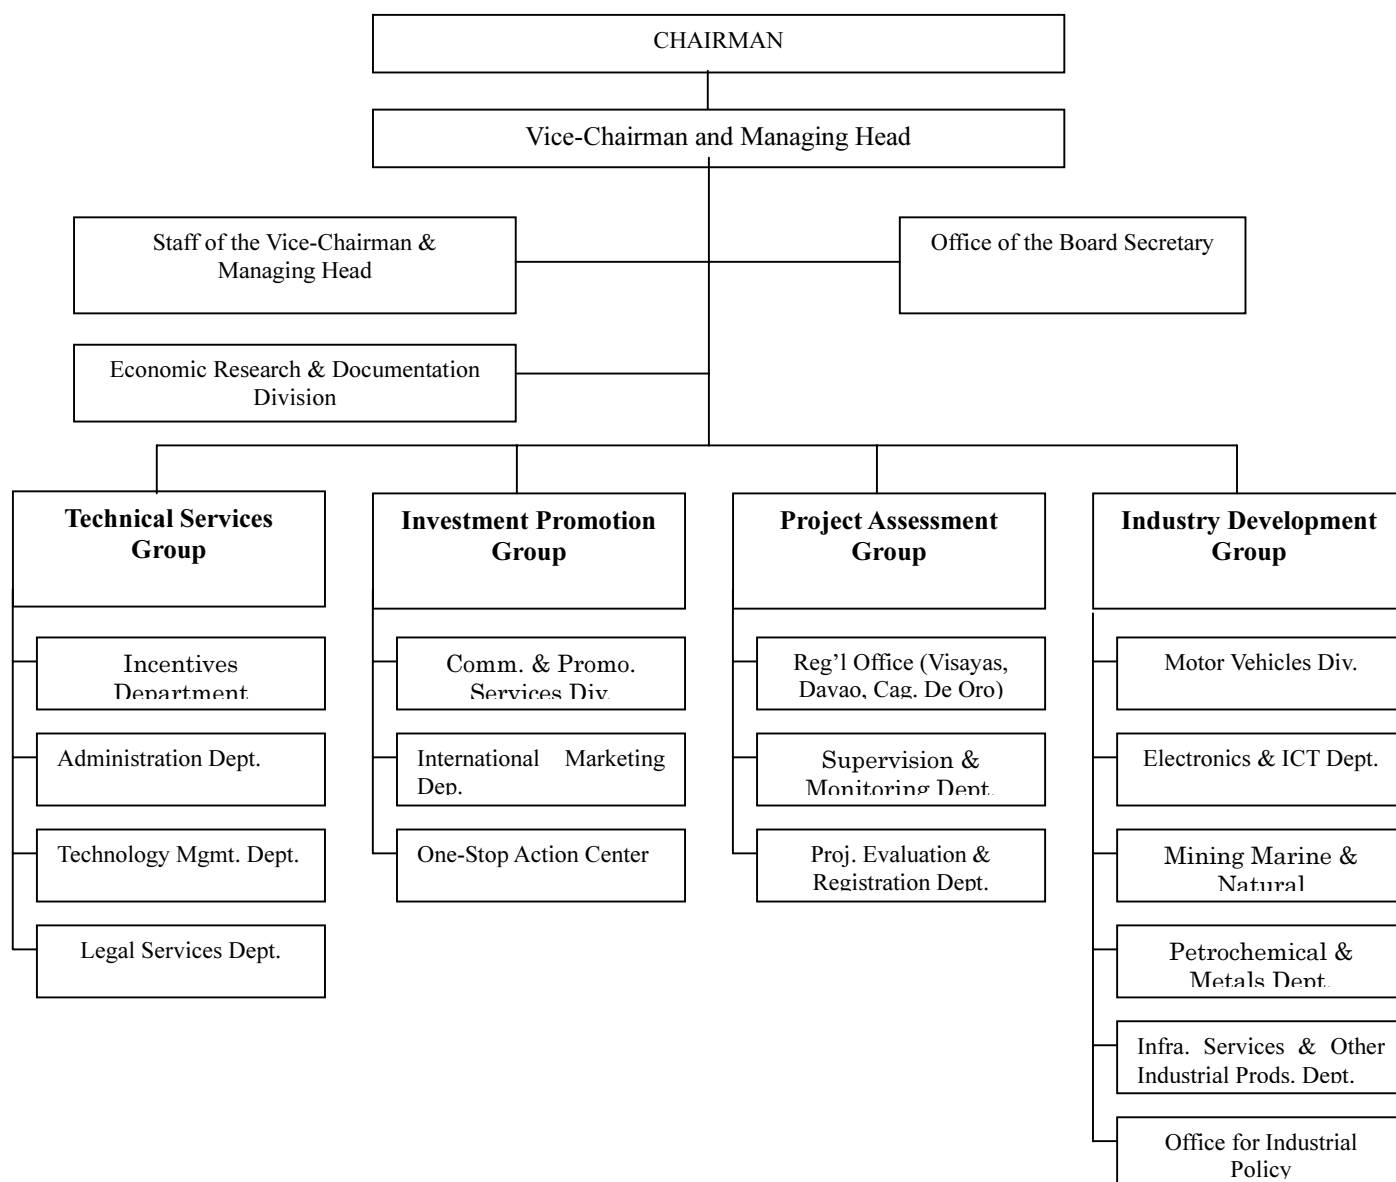 CHAIRMAN
Vice-Chairman and Managing Head
Staff of the Vice-Chairman &
Managing Head
Office of the Board Secretary
Economic Research & Documentation
Division
Technical Services
Group
Investment Promotion
Group
Project Assessment
Group
Industry Development
Group
Incentives
Department
Administration Dept.
Technology Mgmt. Dept.
Legal Services Dept.
Comm. & Promo.
Services Div.
International Marketing
Dep.
One-Stop Action Center
Reg’l Office (Visayas,
Davao, Cag. De Oro)
Supervision &
Monitoring Dept.
Proj. Evaluation &
Registration Dept.
Motor Vehicles Div.
Electronics & ICT Dept.
Mining Marine &
Natural
Petrochemical &
Metals Dept.
Infra. Services & Other
Industrial Prods. Dept.
Office for Industrial
Policy